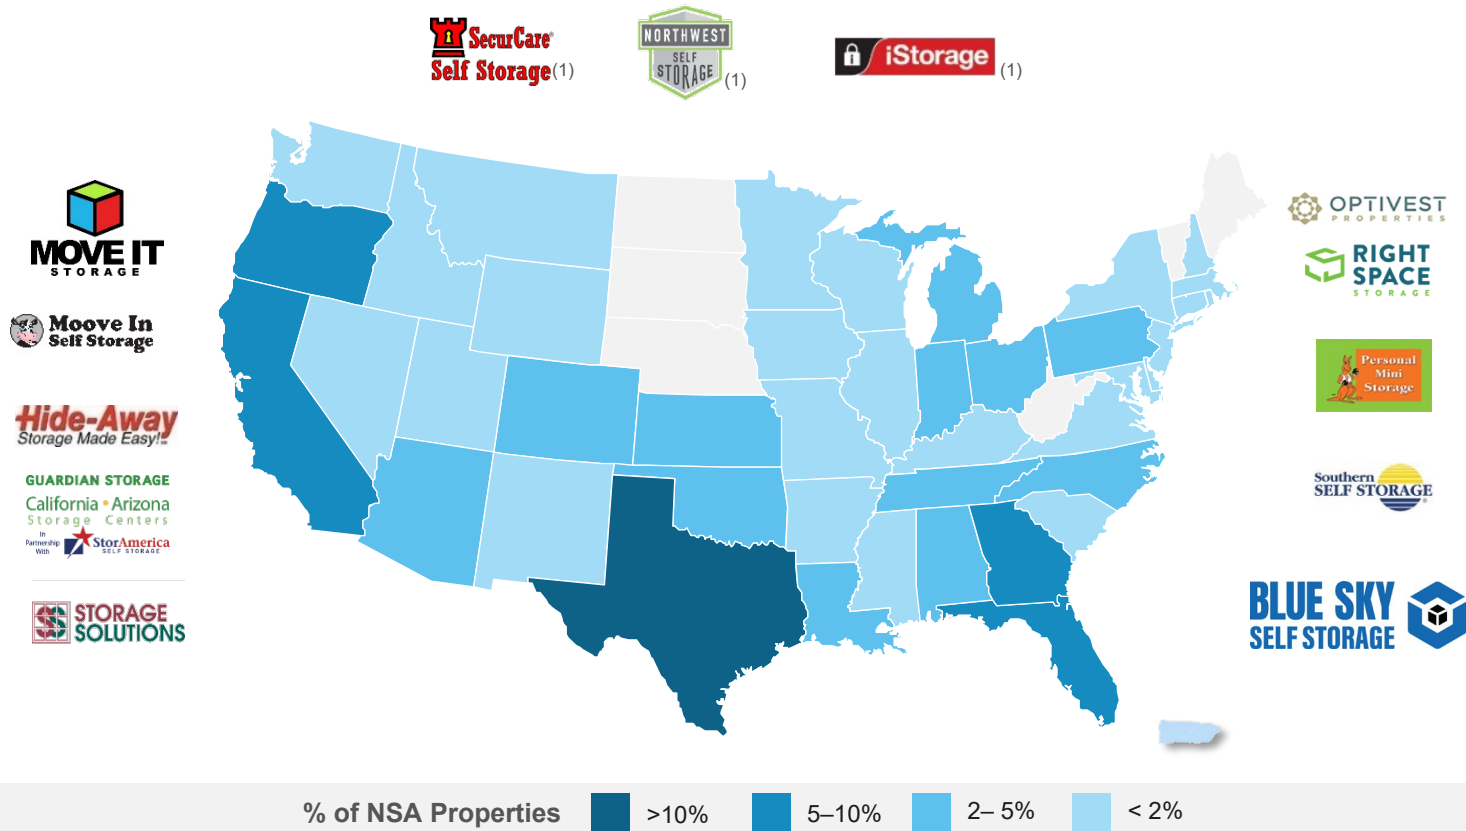 SecurCare®
Self Storage(1)
NORTHWEST
SELF
STORAGE
(1)
iStorage
(1)
MOVE IT
STORAGE
Moove In
Self Storage
Hide-Away
Storage Made Easy!
GUARDIAN STORAGE
California • Arizona
Storage Centers
In
Partnership
With
StorAmerica
SELF STORAGE
STORAGE
SOLUTIONS
OPTIVEST
PROPERTIES
RIGHT
SPACE
STORAGE
Personal
Mini
Storage
Southern
SELF STORAGE
BLUE SKY
SELF STORAGE
% of NSA Properties
>10%
5–10%
2– 5%
< 2%